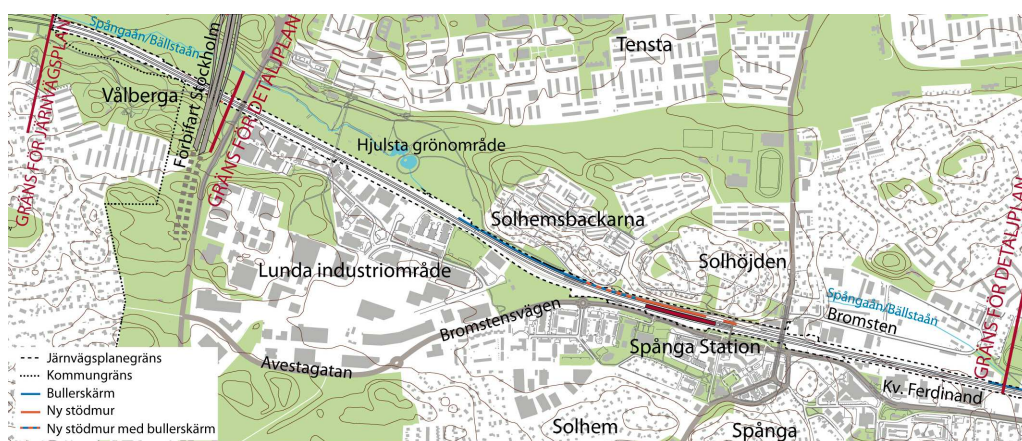 Spångaån/Bällstaån
Tensta
Vålberga
Förbifart Stockholm
GRÄNS FÖR JÄRNVÄGSPLAN
GRÄNS FÖR DETALJPLAN
Hjulsta grönområde
Solhemsbackarna
Solhöjden
Lunda industriområde
GRÄNS FÖR DETALJPLAN
Spångaån/Bällstaån
Bromstensvägen
Bromsten
Spånga Station
Avestagatan
Kv. Ferdinand
Solhem
Spånga
Järnvägsplanegräns
Kommungräns
Bullerskärm
Ny stödmur
Ny stödmur med bullerskärm